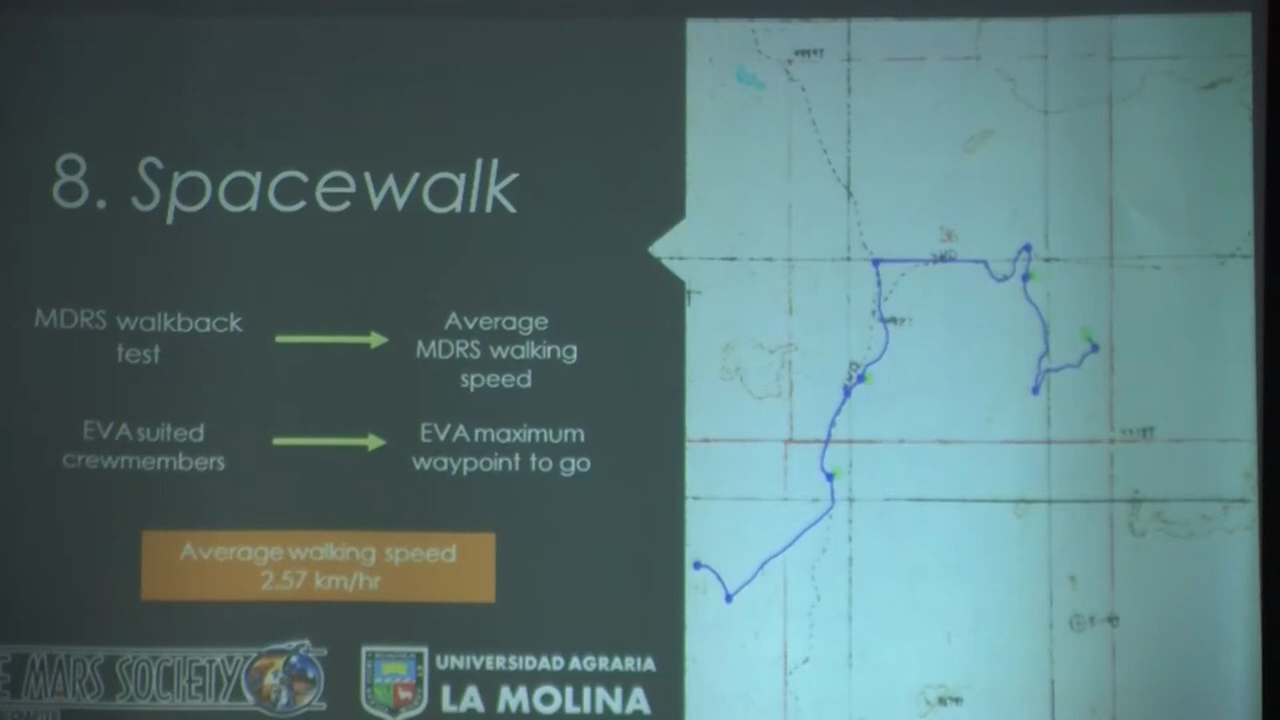 8. Spacewalk
MDRS walkback
test
Average
MDRS walking
speed
EVA suited
crewmembers
EVA maximum
waypoint to go
Average walking speed
2.57 km/hr
E MARS SOCIETY
UNIVERSIDAD AGRARIA
LA MOLINA
36